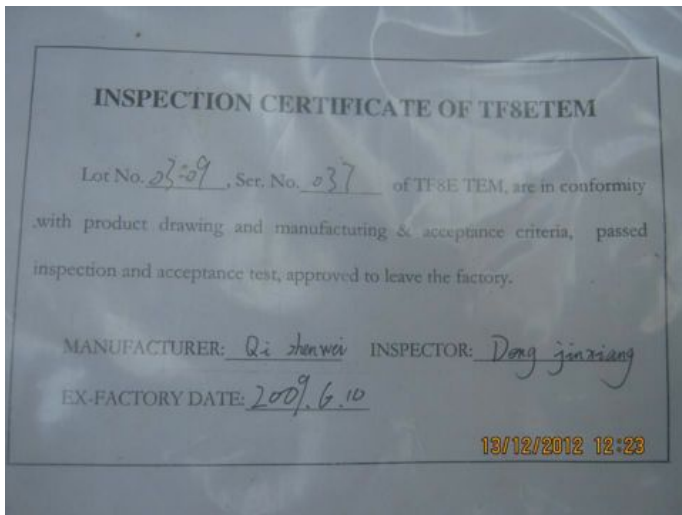 INSPECTION CERTIFICATE OF TF8ETEM
Lot No. 03-09, Ser. No. 037 of TF8E TEM, are in conformity
with product drawing and manufacturing & acceptance criteria, passed
inspection and acceptance test, approved to leave the factory.
MANUFACTURER: Qi zhenwei INSPECTOR: Dong jinxiang
EX-FACTORY DATE: 2009.6.10
13/12/2012 12:23